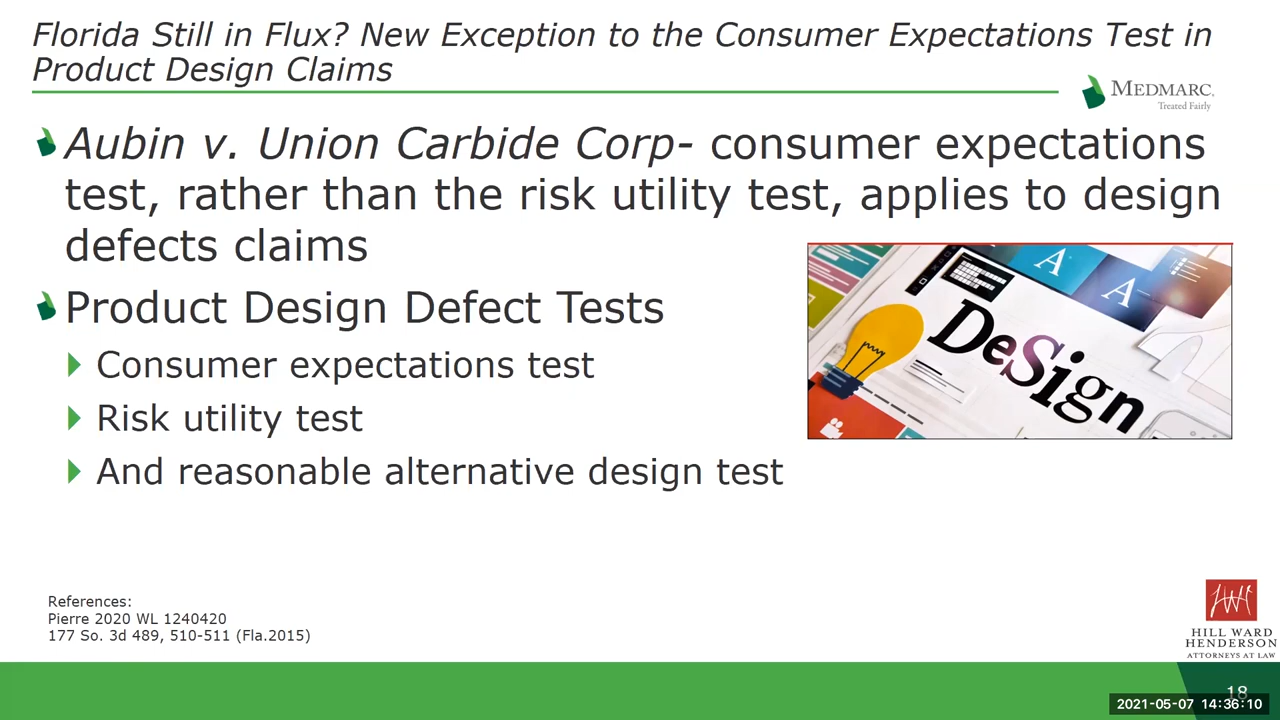 Florida Still in Flux? New Exception to the Consumer Expectations Test in
Product Design Claims
MEDMARC
Treated Fairly
Aubin v. Union Carbide Corp- consumer expectations
test, rather than the risk utility test, applies to design
defects claims
Product Design Defect Tests
Consumer expectations test
Risk utility test
And reasonable alternative design test
A
A
DeSign
References:
Pierre 2020 WL 1240420
177 So. 3d 489, 510-511 (Fla.2015)
HILL WARD
HENDERSON
ATTORNEYS AT LAW
18
2021-05-07 14:36:10